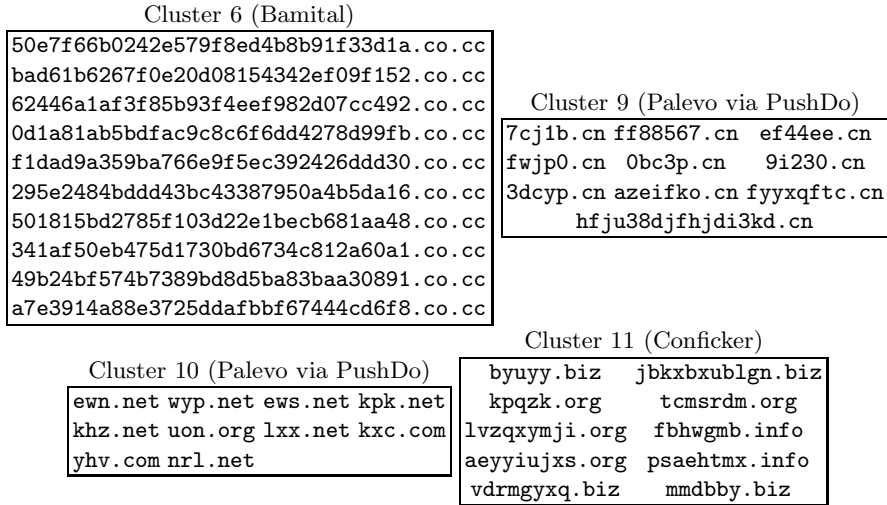 Cluster 6 (Bamital)
50e7f66b0242e579f8ed4b8b91f33d1a.co.cc
bad61b6267f0e20d08154342ef09f152.co.cc
62446a1af3f85b93f4eef982d07cc492.co.cc
0d1a81ab5bdfac9c8c6f6dd4278d99fb.co.cc
f1dad9a359ba766e9f5ec392426ddd30.co.cc
295e2484bddd43bc43387950a4b5da16.co.cc
501815bd2785f103d22e1becb681aa48.co.cc
341af50eb475d1730bd6734c812a60a1.co.cc
49b24bf574b7389bd8d5ba83baa30891.co.cc
a7e3914a88e3725ddafbbf67444cd6f8.co.cc
Cluster 9 (Palevo via PushDo)
7cj1b.cn ff88567.cn ef44ee.cn
fwjp0.cn 0bc3p.cn 9i230.cn
3dcyp.cn azeifko.cn fyyxqftc.cn
hfju38djfhjdi3kd.cn
Cluster 10 (Palevo via PushDo)
ewn.net wyp.net ews.net kpk.net
khz.net uon.org lxx.net kxc.com
yhv.com nrl.net
Cluster 11 (Conficker)
byuyy.biz jbkxbxublgn.biz
kpqzk.org tcmsrdm.org
lvzqxymji.org fbhwgmb.info
aeyyiujxs.org psaehtmx.info
vdrmgyxq.biz mmdbby.biz